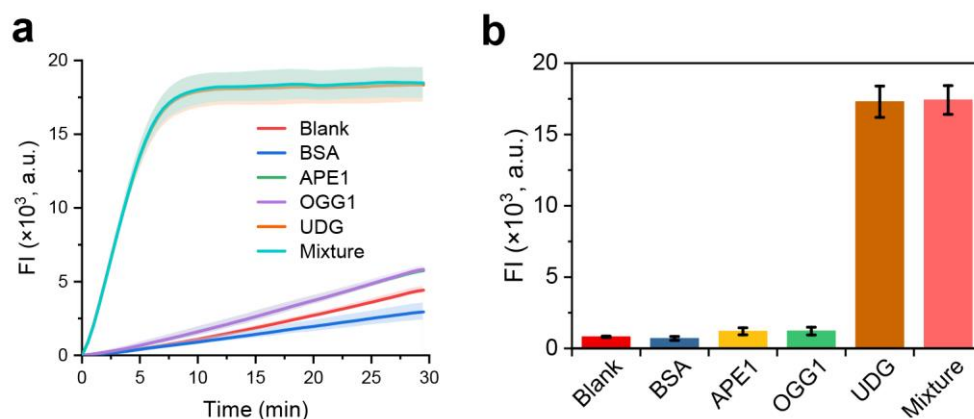 a
FI (×10³, a.u.)
20
15
10
5
0
Blank
BSA
APE1
OGG1
UDG
Mixture
0 5 10 15 20 25 30
Time (min)
b
FI (×10³, a.u.)
20
15
10
5
0
Blank BSA APE1 OGG1 UDG Mixture